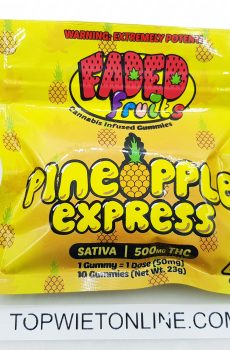 WARNING: EXTREMELY POTENT
FADED
fruits
Cannabis Infused Gummies
PINEAPPLE
EXPRESS
SATIVA | 500mg THC
1 Gummy = 1 Dose (50mg)
10 Gummies (Net Wt. 23g)
TOPWIETONLINE.COM